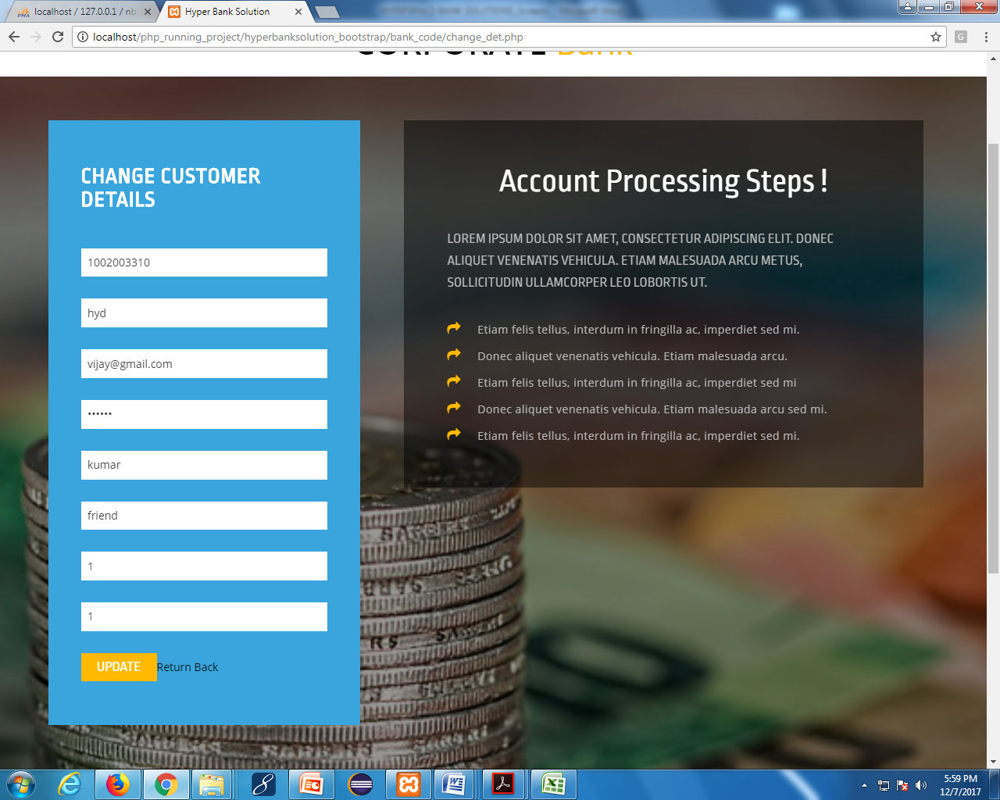 localhost / 127.0.0.1 / nb
Hyper Bank Solution
localhost/php_running_project/hyperbanksolution_bootstrap/bank_code/change_det.php
CORPORATE Bank
CHANGE CUSTOMER
DETAILS
1002003310
hyd
vijay@gmail.com
••••••
kumar
friend
1
1
UPDATE Return Back
Account Processing Steps !
LOREM IPSUM DOLOR SIT AMET, CONSECTETUR ADIPISCING ELIT. DONEC
ALIQUET VENENATIS VEHICULA. ETIAM MALESUADA ARCU METUS,
SOLLICITUDIN ULLAMCORPER LEO LOBORTIS UT.
Etiam felis tellus, interdum in fringilla ac, imperdiet sed mi.
Donec aliquet venenatis vehicula. Etiam malesuada arcu.
Etiam felis tellus, interdum in fringilla ac, imperdiet sed mi
Donec aliquet venenatis vehicula. Etiam malesuada arcu sed mi.
Etiam felis tellus, interdum in fringilla ac, imperdiet sed mi.
5:59 PM
12/7/2017